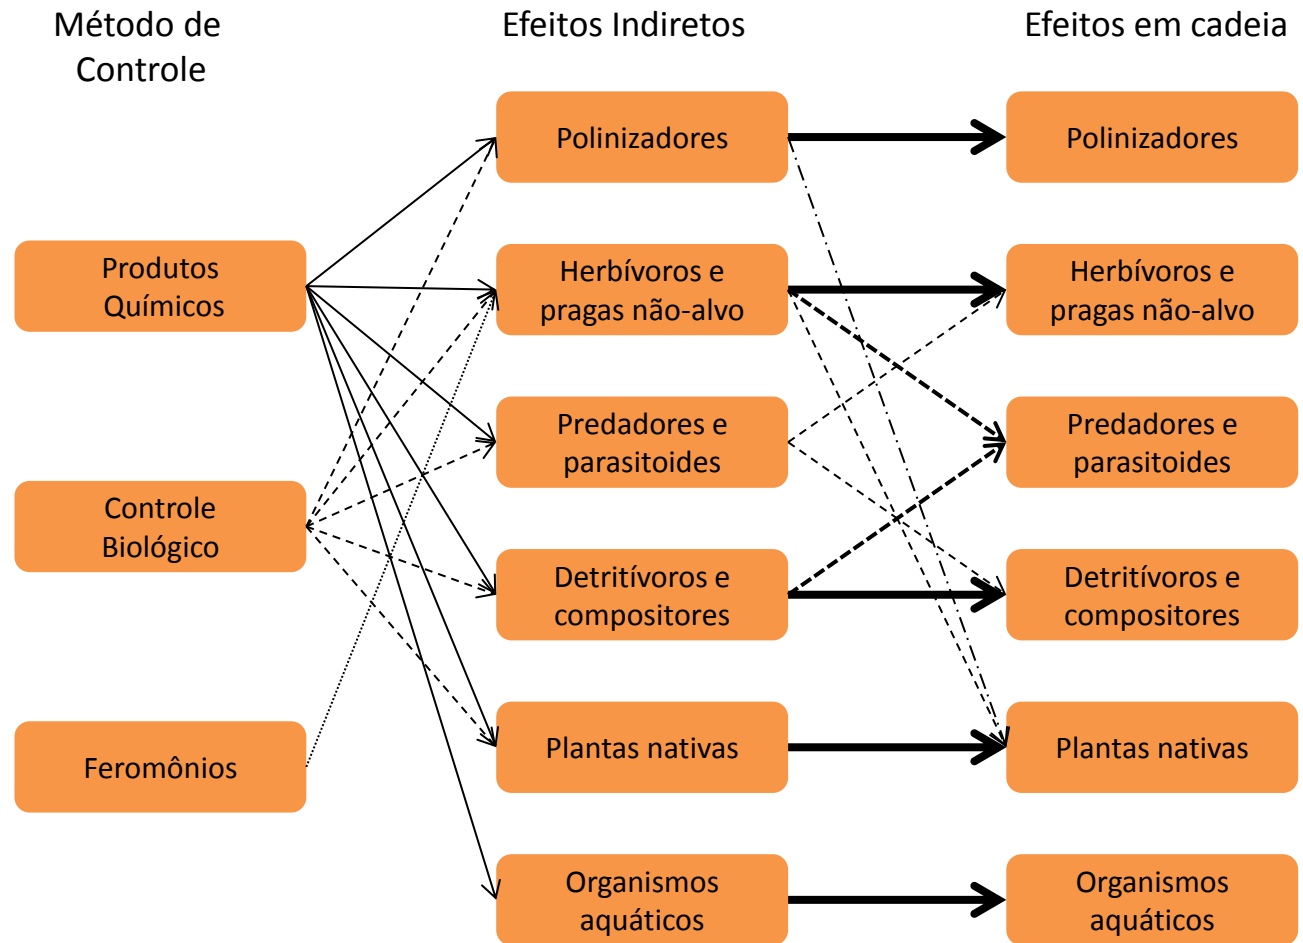 Método de
Controle
Efeitos Indiretos
Efeitos em cadeia
Produtos
Químicos
Controle
Biológico
Feromônios
Polinizadores
Herbívoros e
pragas não-alvo
Predadores e
parasitoides
Detritívoros e
compositores
Plantas nativas
Organismos
aquáticos
Polinizadores
Herbívoros e
pragas não-alvo
Predadores e
parasitoides
Detritívoros e
compositores
Plantas nativas
Organismos
aquáticos